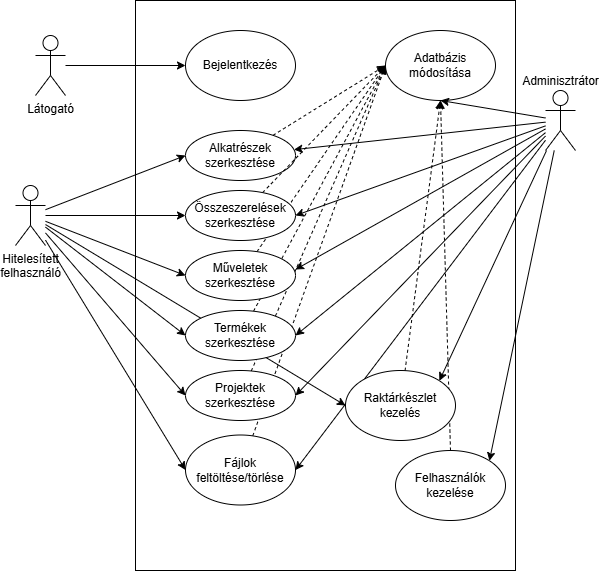 Bejelentkezés
Adatbázis
módosítása
Látogató
Adminisztrátor
Alkatrészek
szerkesztése
Összeszerelések
szerkesztése
Hitelesített
felhasználó
Műveletek
szerkesztése
Termékek
szerkesztése
Projektek
szerkesztése
Raktárkészlet
kezelés
Fájlok
feltöltése/törlése
Felhasználók
kezelése